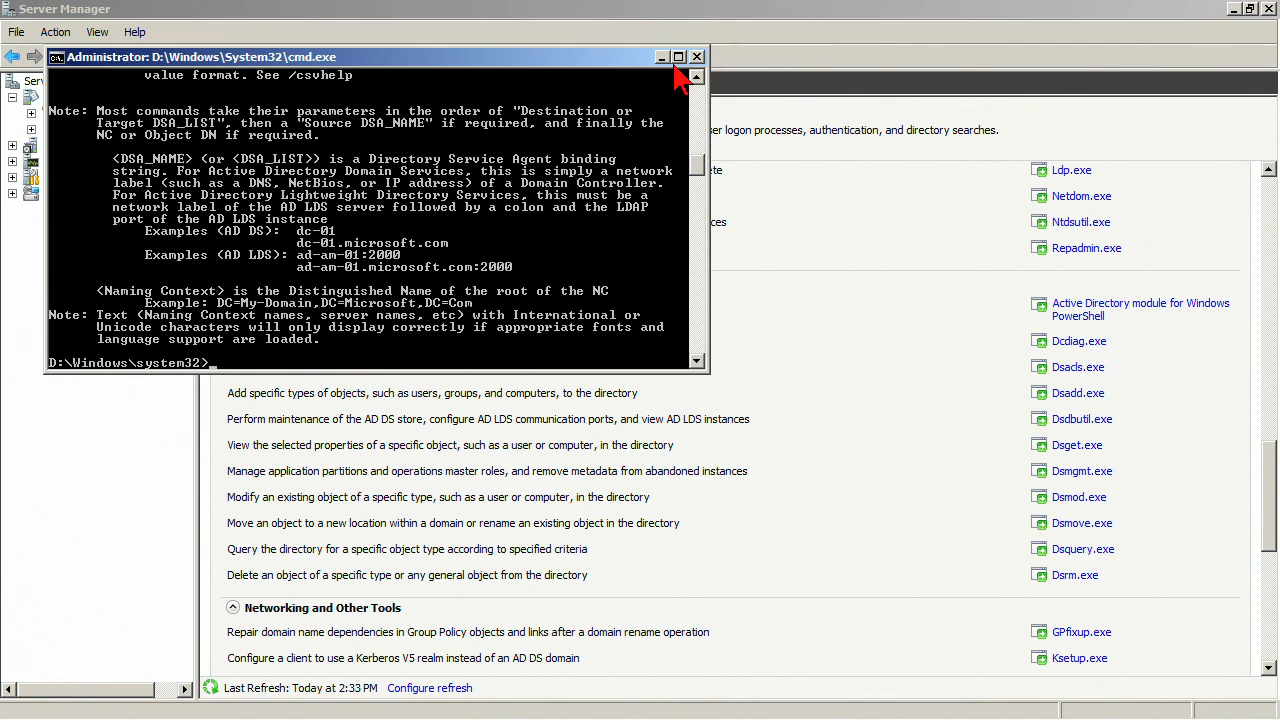 Server Manager
File Action View Help
Administrator: D:\Windows\System32\cmd.exe
C:\.
value format. See /csvhelp
Note: Most commands take their parameters in the order of "Destination or
Target DSA_LIST", then a "Source DSA_NAME" if required, and finally the
NC or Object DN if required.
<DSA_NAME> (or <DSA_LIST>) is a Directory Service Agent binding
string. For Active Directory Domain Services, this is simply a network
label (such as a DNS, NetBios, or IP address) of a Domain Controller.
For Active Directory Lightweight Directory Services, this must be a
network label of the AD LDS server followed by a colon and the LDAP
port of the AD LDS instance
Examples (AD DS): dc-01
dc-01.microsoft.com
Examples (AD LDS): ad-am-01:2000
ad-am-01.microsoft.com:2000
<Naming Context> is the Distinguished Name of the root of the NC
Example: DC=My-Domain,DC=Microsoft,DC=Com
Note: Text (Naming Context names, server names, etc) with International or
Unicode characters will only display correctly if appropriate fonts and
language support are loaded.
D:\Windows\system32>_
Serv
er logon processes, authentication, and directory searches.
ete Ldp.exe
Netdom.exe
ces Ntdsutil.exe
Repadmin.exe
Active Directory module for Windows
PowerShell
Dcdiag.exe
Dsacls.exe
Add specific types of objects, such as users, groups, and computers, to the directory Dsadd.exe
Perform maintenance of the AD DS store, configure AD LDS communication ports, and view AD LDS instances Dsdbutil.exe
View the selected properties of a specific object, such as a user or computer, in the directory Dsget.exe
Manage application partitions and operations master roles, and remove metadata from abandoned instances Dsmgmt.exe
Modify an existing object of a specific type, such as a user or computer, in the directory Dsmod.exe
Move an object to a new location within a domain or rename an existing object in the directory Dsmove.exe
Query the directory for a specific object type according to specified criteria Dsquery.exe
Delete an object of a specific type or any general object from the directory Dsrm.exe
Networking and Other Tools
Repair domain name dependencies in Group Policy objects and links after a domain rename operation GPfixup.exe
Configure a client to use a Kerberos V5 realm instead of an AD DS domain Ksetup.exe
Last Refresh: Today at 2:33 PM Configure refresh